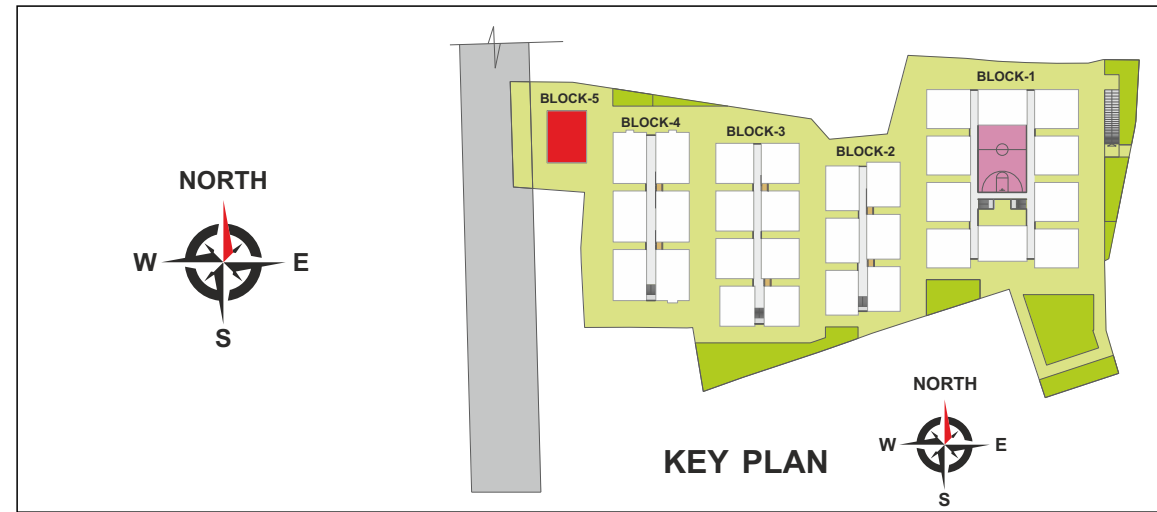 BLOCK-1
BLOCK-5
BLOCK-4
BLOCK-3
BLOCK-2
NORTH
W
E
S
NORTH
W
E
S
KEY PLAN